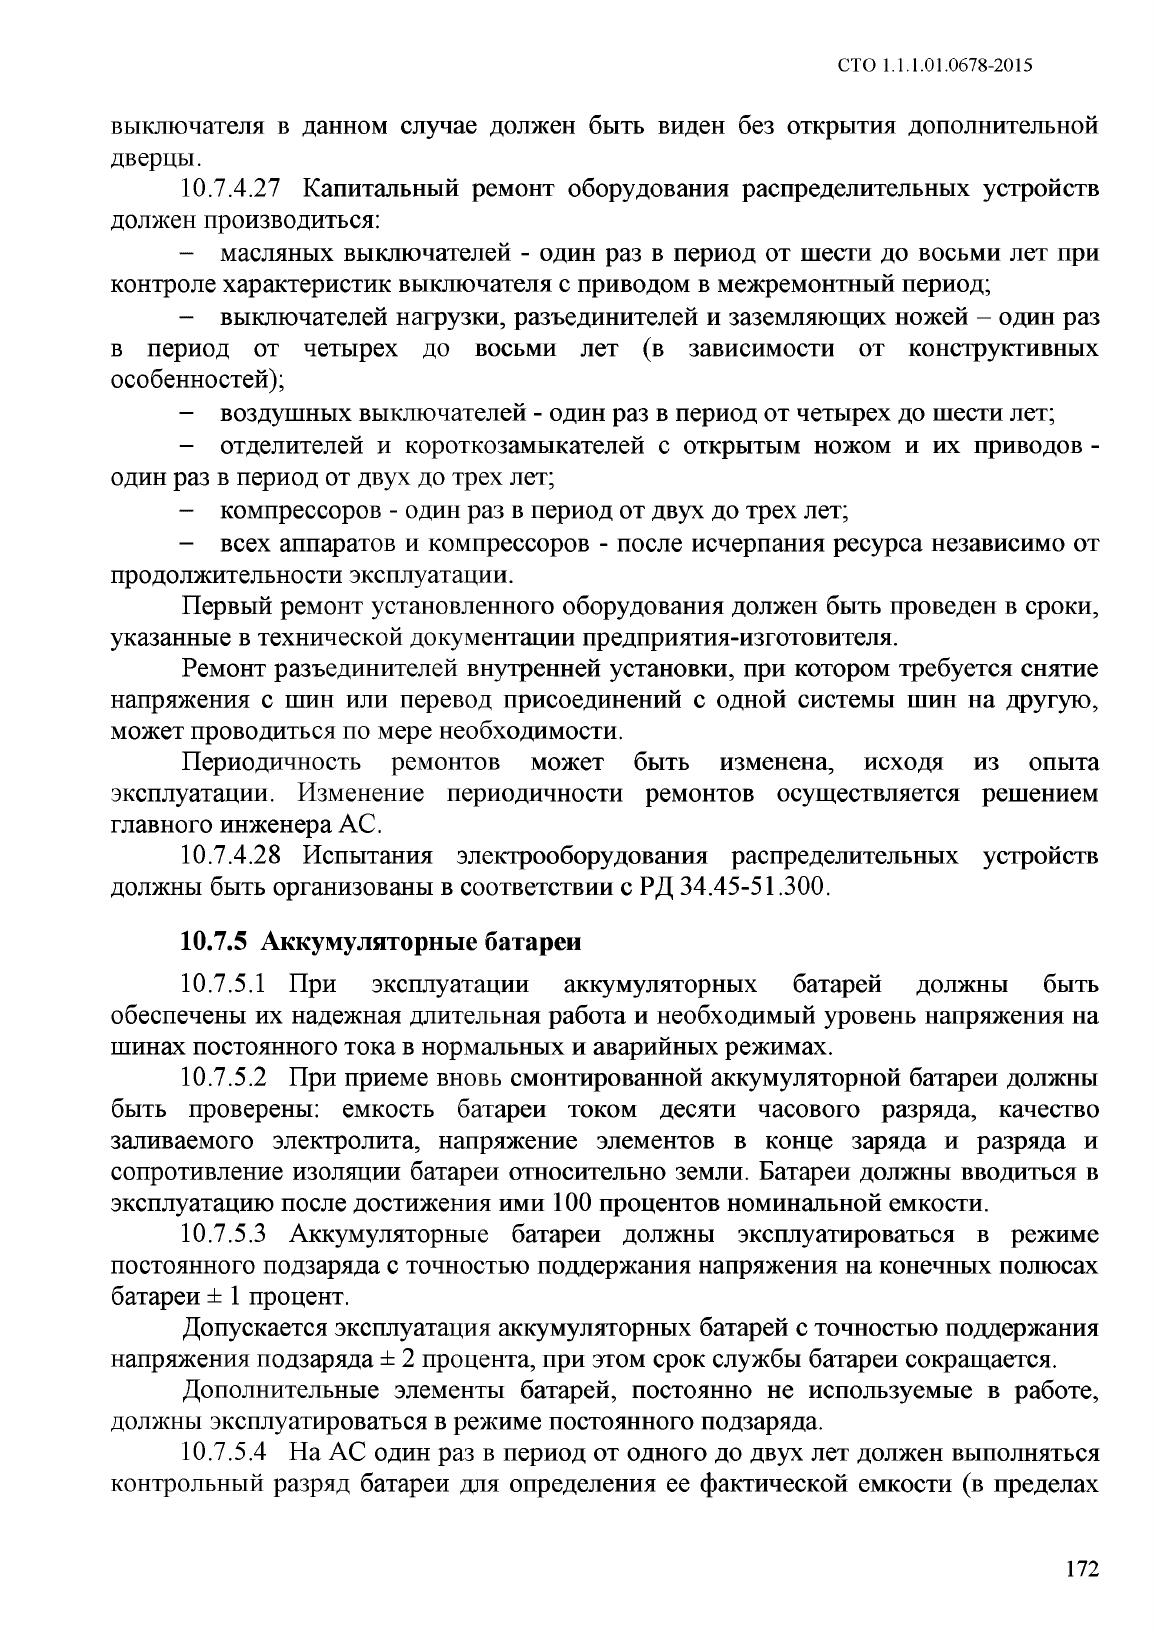 СТО 1.1.1.01.0678-2015
выключателя в данном случае должен быть виден без открытия дополнительной
дверцы.
10.7.4.27 Капитальный ремонт оборудования распределительных устройств
должен производиться:
– масляных выключателей - один раз в период от шести до восьми лет при
контроле характеристик выключателя с приводом в межремонтный период;
– выключателей нагрузки, разъединителей и заземляющих ножей – один раз
в период от четырех до восьми лет (в зависимости от конструктивных
особенностей);
– воздушных выключателей - один раз в период от четырех до шести лет;
– отделителей и короткозамыкателей с открытым ножом и их приводов -
один раз в период от двух до трех лет;
– компрессоров - один раз в период от двух до трех лет;
– всех аппаратов и компрессоров - после исчерпания ресурса независимо от
продолжительности эксплуатации.
Первый ремонт установленного оборудования должен быть проведен в сроки,
указанные в технической документации предприятия-изготовителя.
Ремонт разъединителей внутренней установки, при котором требуется снятие
напряжения с шин или перевод присоединений с одной системы шин на другую,
может проводиться по мере необходимости.
Периодичность ремонтов может быть изменена, исходя из опыта
эксплуатации. Изменение периодичности ремонтов осуществляется решением
главного инженера АС.
10.7.4.28 Испытания электрооборудования распределительных устройств
должны быть организованы в соответствии с РД 34.45-51.300.
10.7.5 Аккумуляторные батареи
10.7.5.1 При эксплуатации аккумуляторных батарей должны быть
обеспечены их надежная длительная работа и необходимый уровень напряжения на
шинах постоянного тока в нормальных и аварийных режимах.
10.7.5.2 При приеме вновь смонтированной аккумуляторной батареи должны
быть проверены: емкость батареи током десяти часового разряда, качество
заливаемого электролита, напряжение элементов в конце заряда и разряда и
сопротивление изоляции батареи относительно земли. Батареи должны вводиться в
эксплуатацию после достижения ими 100 процентов номинальной емкости.
10.7.5.3 Аккумуляторные батареи должны эксплуатироваться в режиме
постоянного подзаряда с точностью поддержания напряжения на конечных полюсах
батареи ± 1 процент.
Допускается эксплуатация аккумуляторных батарей с точностью поддержания
напряжения подзаряда ± 2 процента, при этом срок службы батареи сокращается.
Дополнительные элементы батарей, постоянно не используемые в работе,
должны эксплуатироваться в режиме постоянного подзаряда.
10.7.5.4 На АС один раз в период от одного до двух лет должен выполняться
контрольный разряд батареи для определения ее фактической емкости (в пределах
172